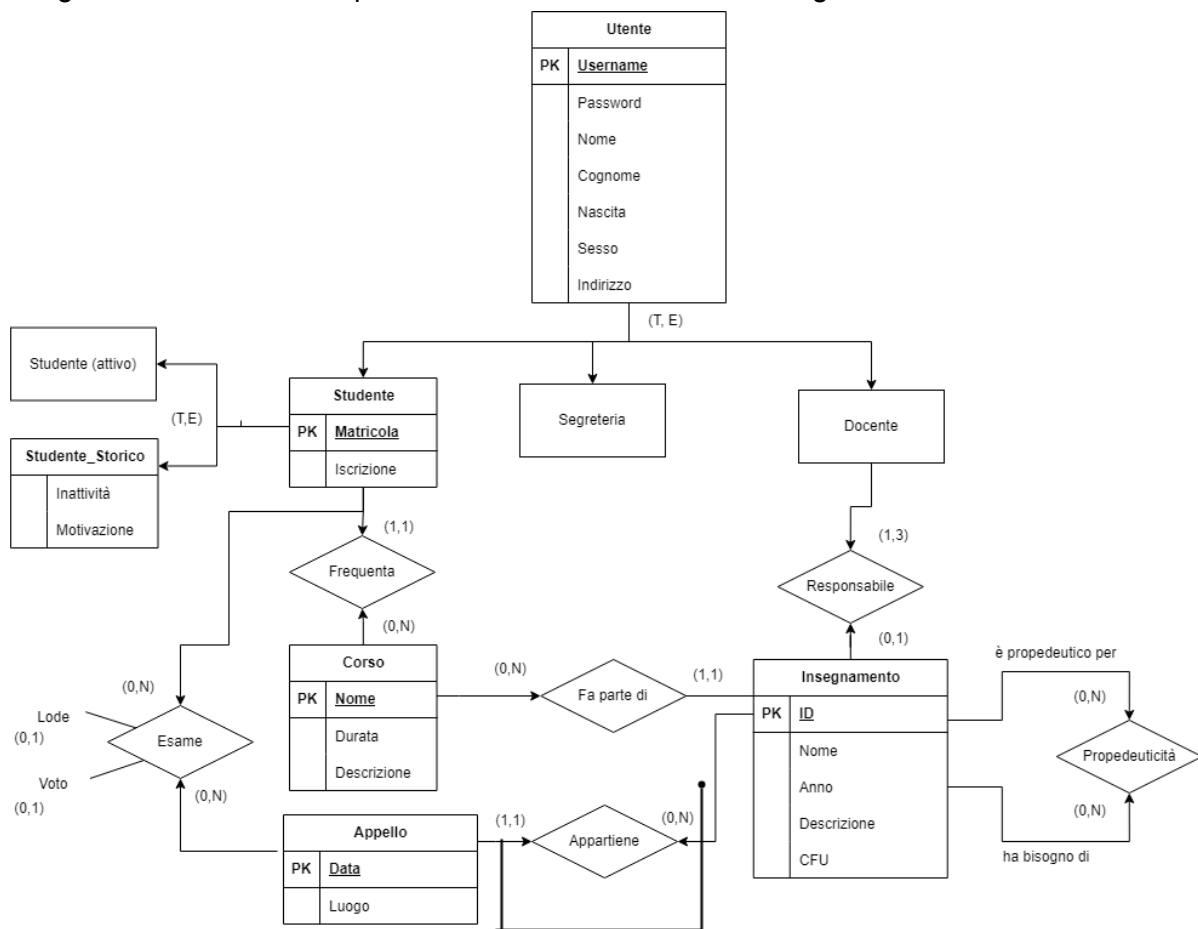 Utente
PK Username
Password
Nome
Cognome
Nascita
Sesso
Indirizzo
(T, E)
Studente (attivo)
Studente
Segreteria
Docente
(T,E)
PK Matricola
Studente_Storico
Iscrizione
Inattività
Motivazione
(1,1)
(1,3)
Frequenta
Responsabile
(0,N)
(0,1)
Corso
(0,N)
Fa parte di
(1,1)
Insegnamento
è propedeutico per
(0,N)
PK Nome
PK ID
(0,N)
Lode
(0,1)
Esame
Durata
Nome
Propedeuticità
Descrizione
Anno
Voto
(0,1)
(0,N)
(0,N)
Appello
(1,1)
Appartiene
(0,N)
Descrizione
ha bisogno di
PK Data
CFU
Luogo